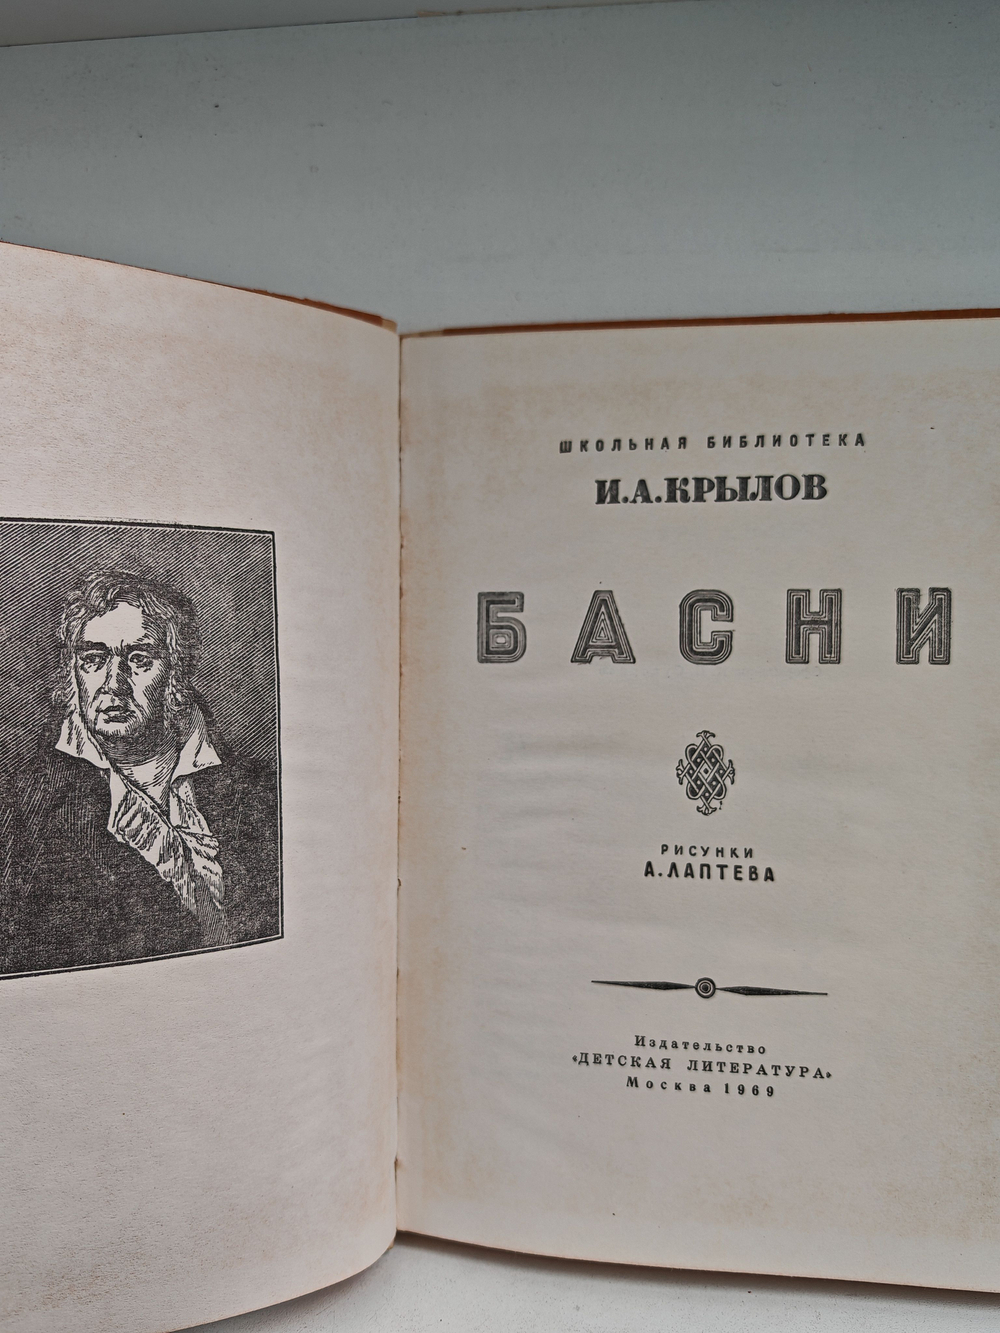 ШКОЛЬНАЯ БИБЛИОТЕКА
И.А.КРЫЛОВ
БАСНИ
РИСУНКИ
А.ЛАПТЕВА
Издательство
«ДЕТСКАЯ ЛИТЕРАТУРА»
Москва 1969